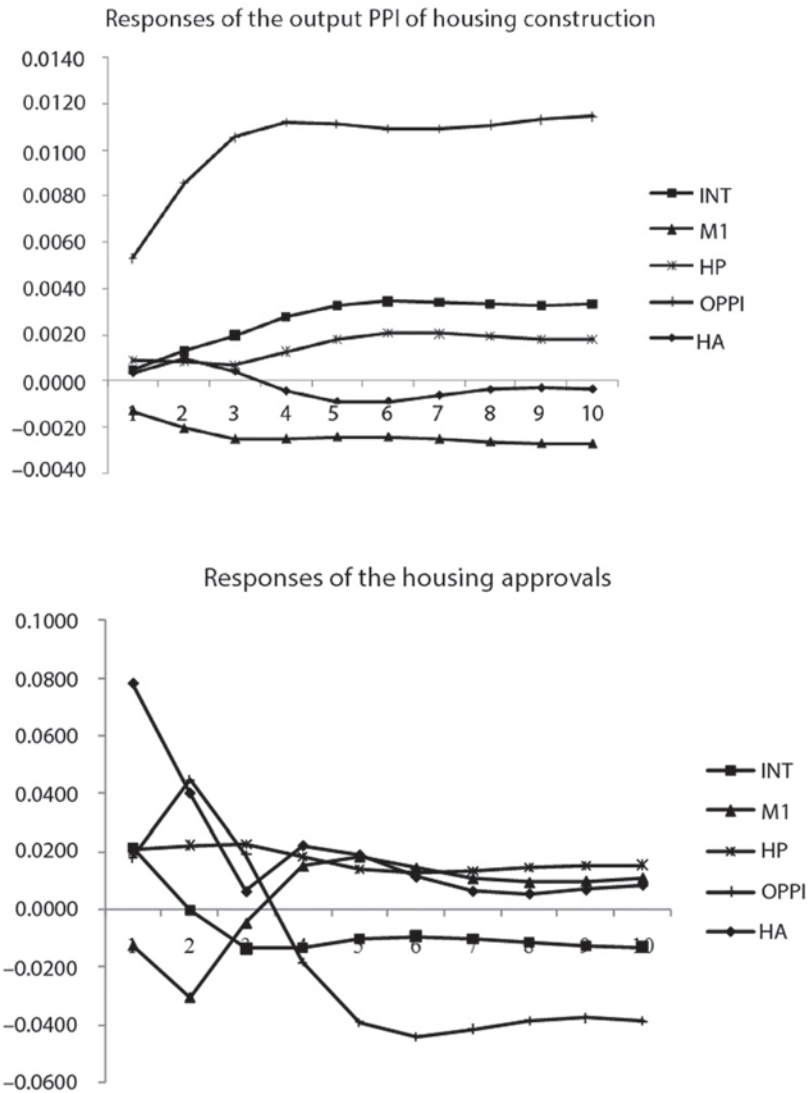 Responses of the output PPI of housing construction
0.0140
0.0120
0.0100
0.0080
0.0060
0.0040
0.0020
0.0000
–0.0020
–0.0040
1 2 3 4 5 6 7 8 9 10
INT
M1
HP
OPPI
HA
Responses of the housing approvals
0.1000
0.0800
0.0600
0.0400
0.0200
0.0000
–0.0200
–0.0400
–0.0600
1 2 3 4 5 6 7 8 9 10
INT
M1
HP
OPPI
HA